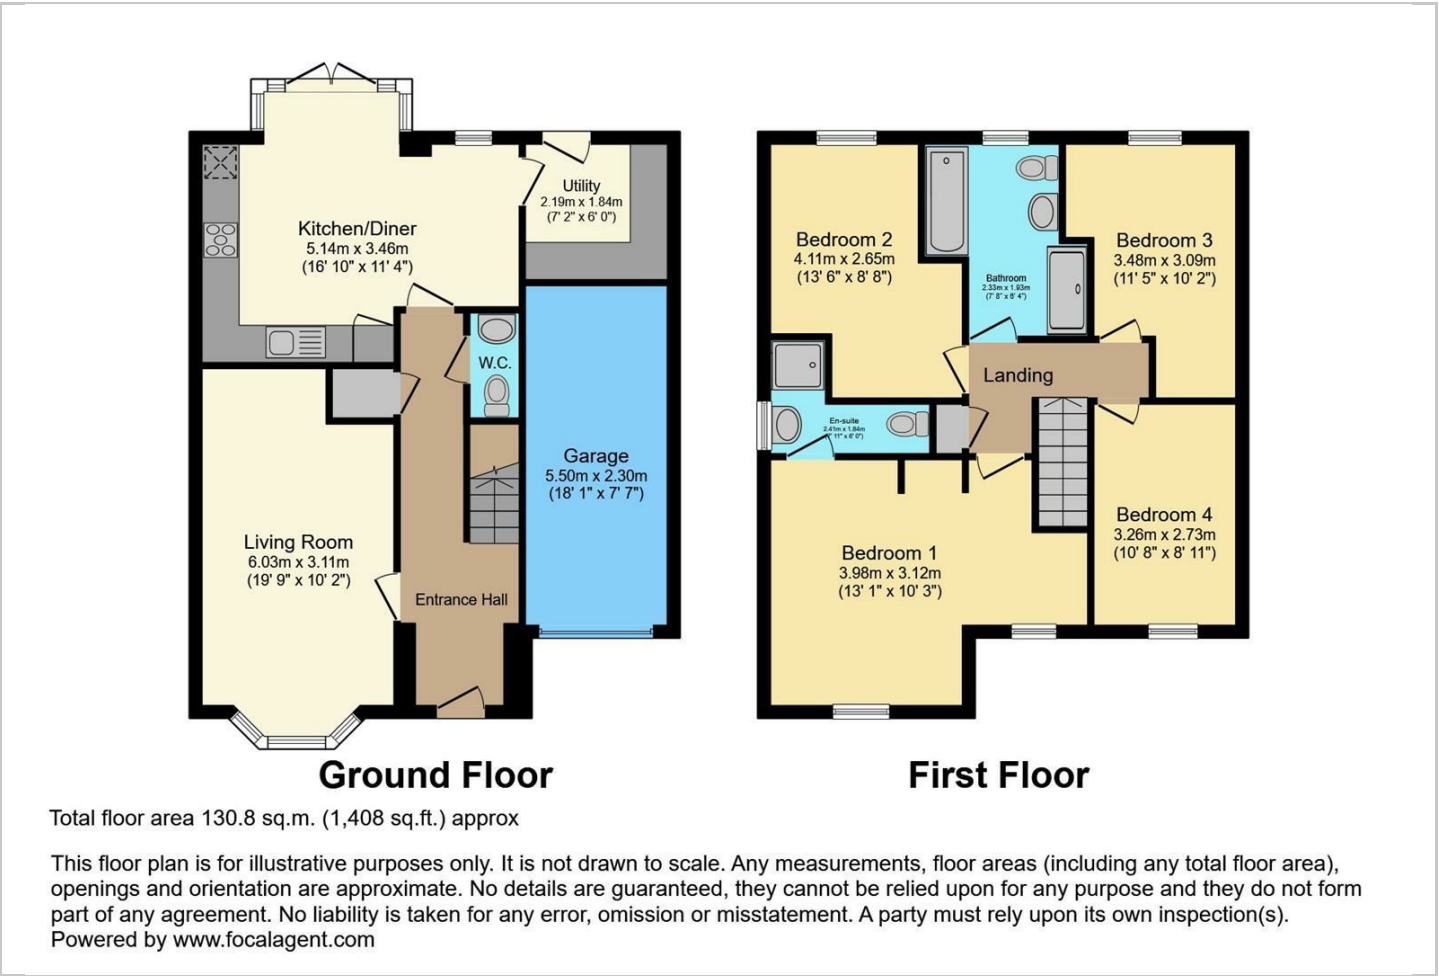 Kitchen/Diner
5.14m x 3.46m
(16' 10" x 11' 4")
Utility
2.19m x 1.84m
(7' 2" x 6' 0")
W.C.
Garage
5.50m x 2.30m
(18' 1" x 7' 7")
Living Room
6.03m x 3.11m
(19' 9" x 10' 2")
Entrance Hall
Ground Floor
Bedroom 2
4.11m x 2.65m
(13' 6" x 8' 8")
Bathroom
2.33m x 1.93m
(7' 8" x 6' 4")
Bedroom 3
3.48m x 3.09m
(11' 5" x 10' 2")
Landing
En-suite
2.41m x 1.84m
11" x 6' 0")
Bedroom 1
3.98m x 3.12m
(13' 1" x 10' 3")
Bedroom 4
3.26m x 2.73m
(10' 8" x 8' 11")
First Floor
Total floor area 130.8 sq.m. (1,408 sq.ft.) approx
This floor plan is for illustrative purposes only. It is not drawn to scale. Any measurements, floor areas (including any total floor area),
openings and orientation are approximate. No details are guaranteed, they cannot be relied upon for any purpose and they do not form
part of any agreement. No liability is taken for any error, omission or misstatement. A party must rely upon its own inspection(s).
Powered by www.focalagent.com